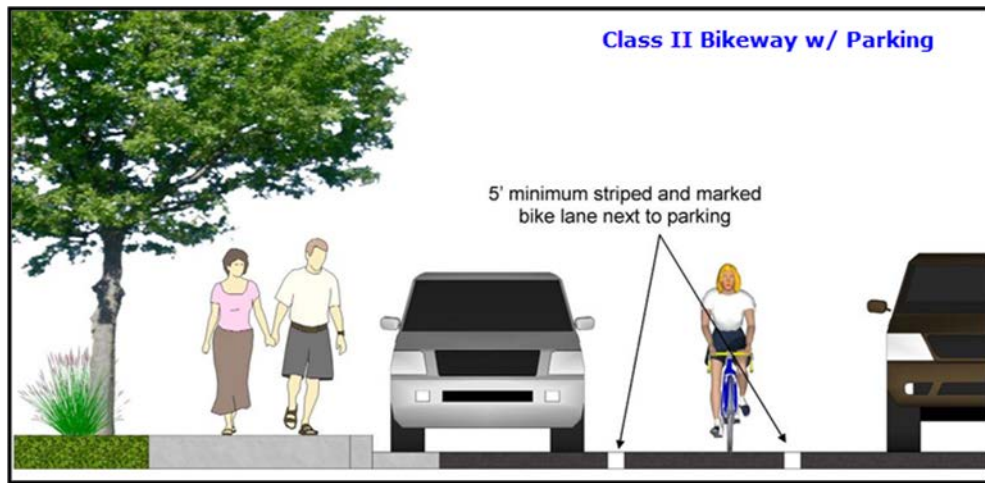 Class II Bikeway w/ Parking
5' minimum striped and marked
bike lane next to parking